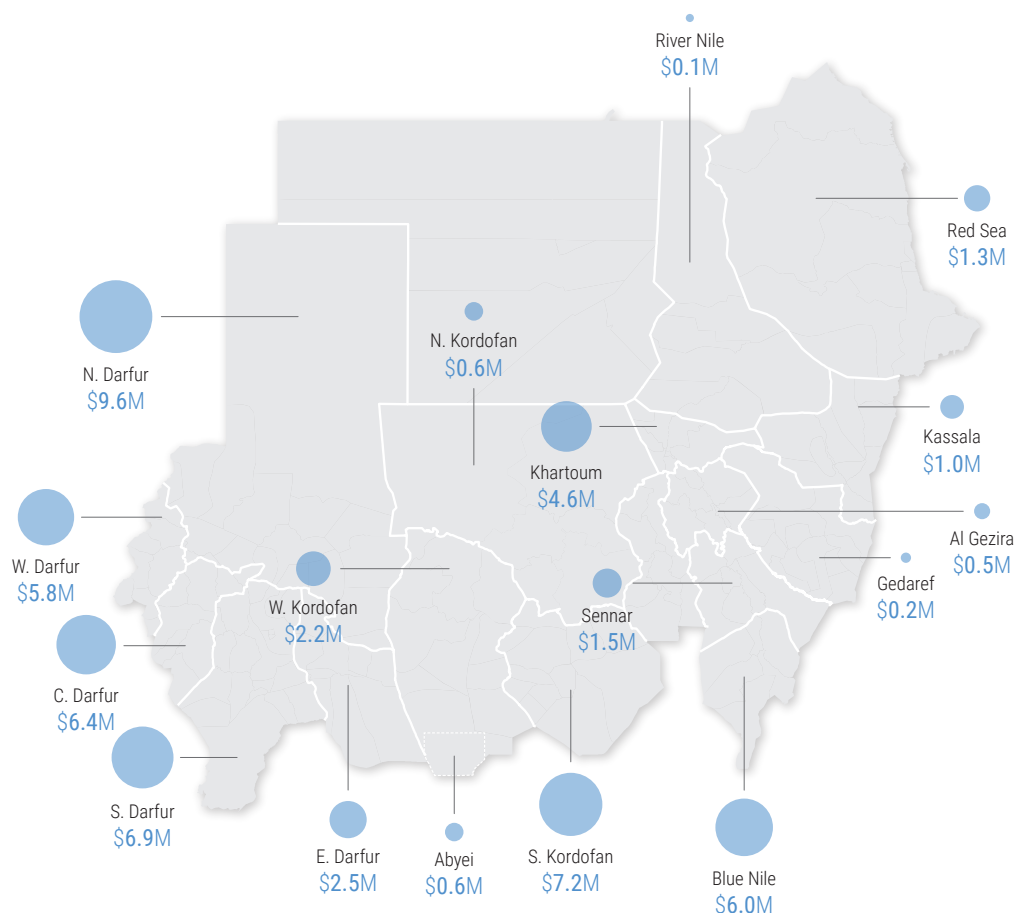 River Nile
$0.1M
Red Sea
$1.3M
N. Darfur
$9.6M
N. Kordofan
$0.6M
Khartoum
$4.6M
Kassala
$1.0M
W. Darfur
$5.8M
Al Gezira
$0.5M
Gedaref
$0.2M
W. Kordofan
$2.2M
Sennar
$1.5M
C. Darfur
$6.4M
S. Darfur
$6.9M
E. Darfur
$2.5M
Abyei
$0.6M
S. Kordofan
$7.2M
Blue Nile
$6.0M